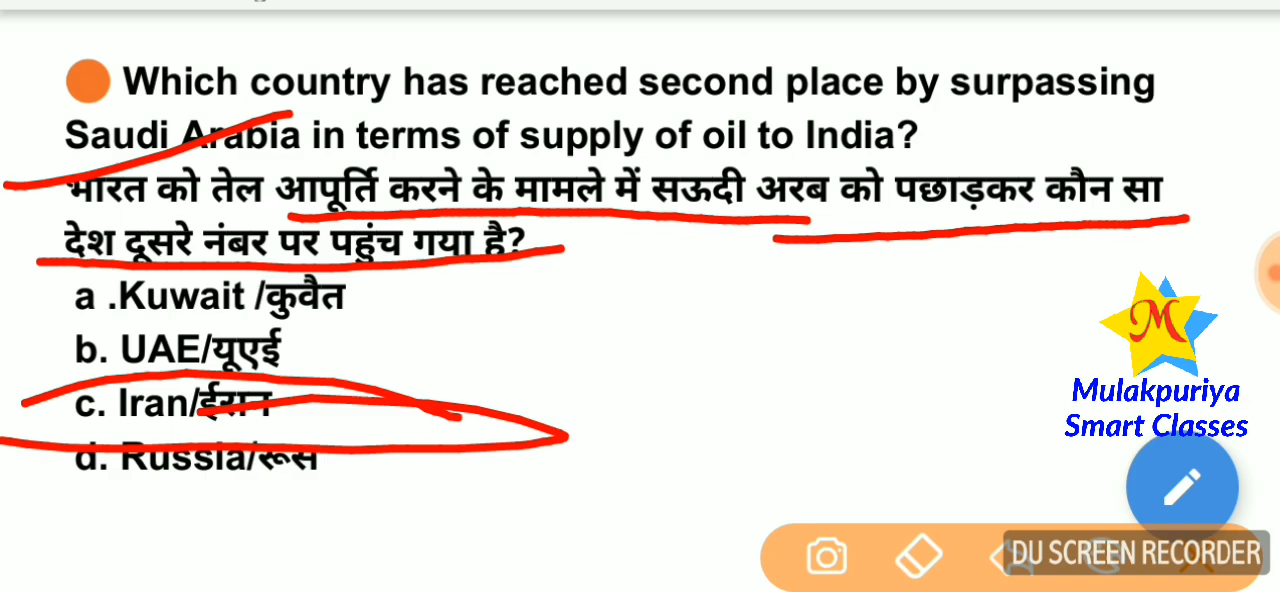 Which country has reached second place by surpassing
Saudi Arabia in terms of supply of oil to India?
भारत को तेल आपूर्ति करने के मामले में सऊदी अरब को पछाड़कर कौन सा
देश दूसरे नंबर पर पहुंच गया है?
a .Kuwait /कुवैत
b. UAE/यूएई
c. Iran/ईरान
d. Russia/रूस
M
Mulakpuriya
Smart Classes
DU SCREEN RECORDER